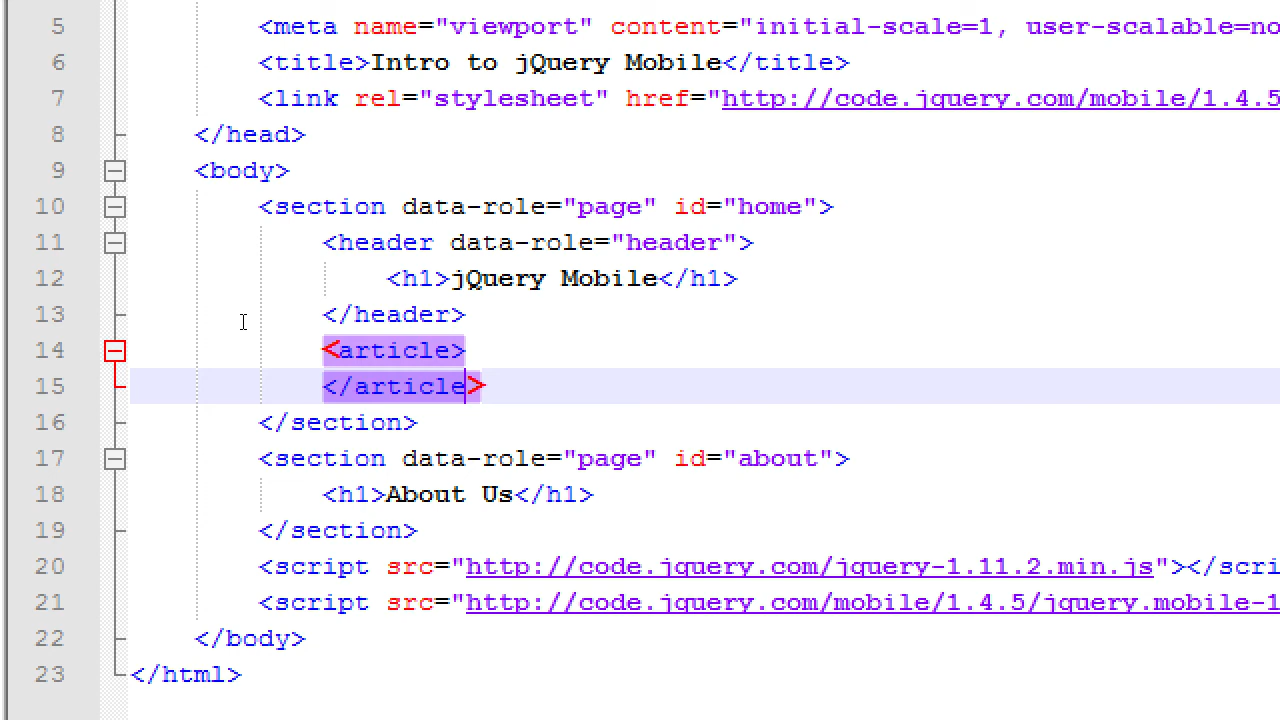 5 <meta name="viewport" content="initial-scale=1, user-scalable=no
6 <title>Intro to jQuery Mobile</title>
7 <link rel="stylesheet" href="http://code.jquery.com/mobile/1.4.5
8 </head>
9 <body>
10 <section data-role="page" id="home">
11 <header data-role="header">
12 <h1>jQuery Mobile</h1>
13 </header>
14 <article>
15 </article>
16 </section>
17 <section data-role="page" id="about">
18 <h1>About Us</h1>
19 </section>
20 <script src="http://code.jquery.com/jquery-1.11.2.min.js"></scri
21 <script src="http://code.jquery.com/mobile/1.4.5/jquery.mobile-1
22 </body>
23 </html>